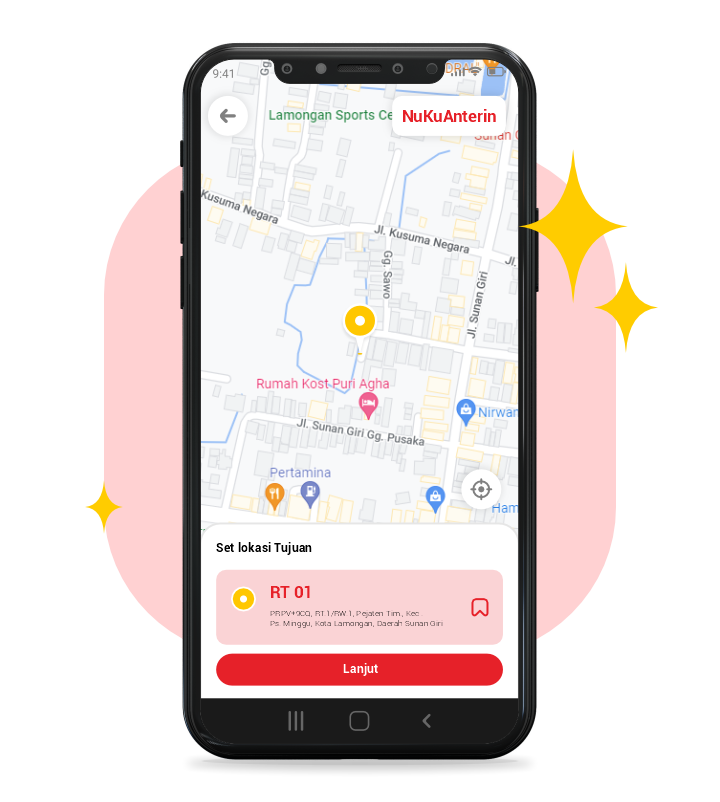 9:41
Gg
DRA
Lamongan Sports Ce
NuKuAnterin
Sunan G
Kusuma Negara
Jl. Kusuma Negara
Jl.
Gg. Sawo
Jl. Sunan Giri
Rumah Kost Puri Agha
Nirwan
Jl. Sunan Giri Gg. Pusaka
Pertamina
Ham
Set lokasi Tujuan
RT 01
PRPV+9CQ, RT.1/RW.1, Pejaten Tim., Kec.
Ps. Minggu, Kota Lamongan, Daerah Sunan Giri
Lanjut